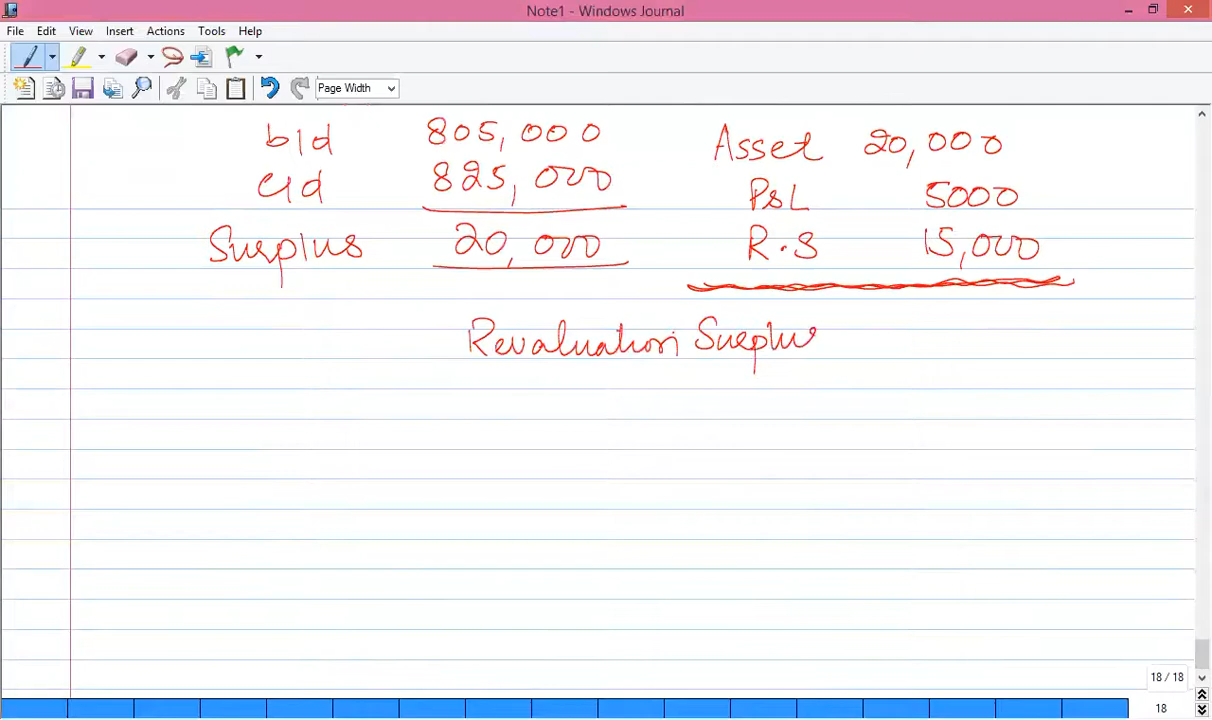 Note1 - Windows Journal
File Edit View Insert Actions Tools Help
Page Width
b/d 805,000 Asset 20,000
c/d 825,000 P&L 5000
Surplus 20,000 R.S 15,000
Revaluation Surplus
18 / 18
18